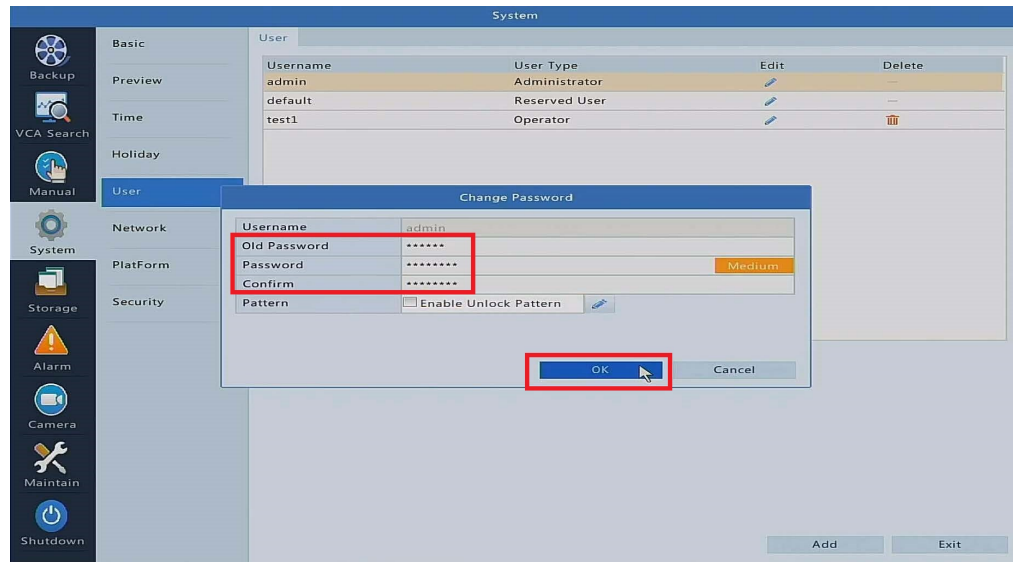 System
Backup
VCA Search
Manual
System
Storage
Alarm
Camera
Maintain
Shutdown
Basic
Preview
Time
Holiday
User
Network
PlatForm
Security
User
Username User Type Edit Delete
admin Administrator
default Reserved User
test1 Operator
Change Password
Username admin
Old Password ******
Password ******** Medium
Confirm ********
Pattern Enable Unlock Pattern
OK Cancel
Add Exit